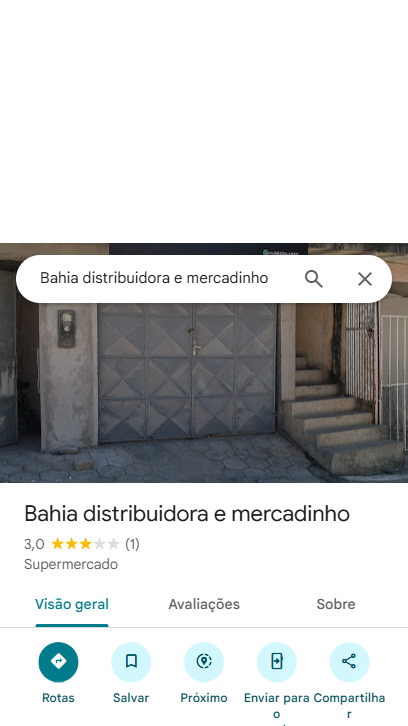 Bahia distribuidora e mercadinho
Bahia distribuidora e mercadinho
3,0 (1)
Supermercado
Visão geral Avaliações Sobre
Rotas Salvar Próximo Enviar para o Compartilhar